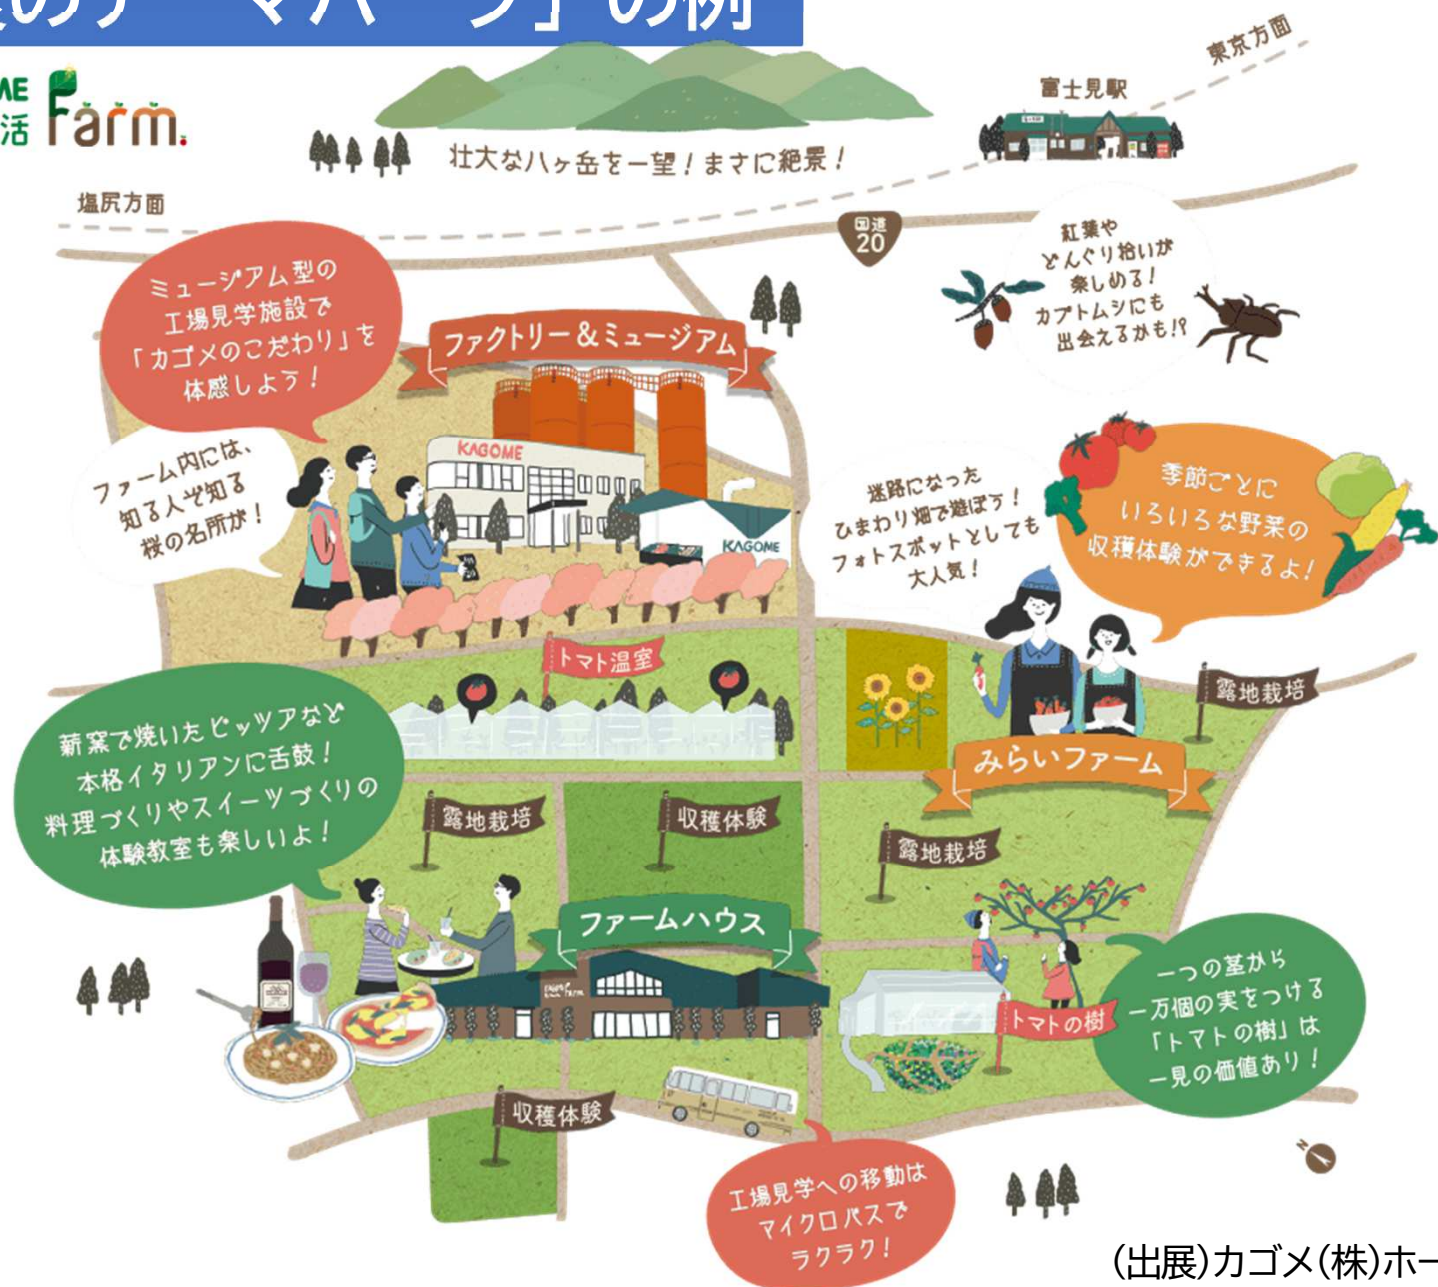 のテーマパーク」の例
ME
活 Farm
東京方面
富士見駅
壮大な八ヶ岳を一望!まさに絶景!
塩尻方面
国道
20
紅葉や
どんぐり拾いが
楽しめる!
カブトムシにも
出会えるかも!?
ミュージアム型の
工場見学施設で
「カゴメのこだわり」を
体感しよう!
ファクトリー&ミュージアム
KAGOME
KAGOME
ファーム内には、
知る人ぞ知る
桜の名所が!
迷路になった
ひまわり畑で遊ぼう!
フォトスポットとしても
大人気!
季節ごとに
いろいろな野菜の
収穫体験ができるよ!
トマト温室
露地栽培
みらいファーム
薪窯で焼いたピッツアなど
本格イタリアンに舌鼓!
料理づくりやスイーツづくりの
体験教室も楽しいよ!
露地栽培
収穫体験
露地栽培
ファームハウス
トマトの樹
一つの茎から
一万個の実をつける
「トマトの樹」は
一見の価値あり!
収穫体験
工場見学への移動は
マイクロバスで
ラクラク!
N
(出展)カゴメ(株)ホー